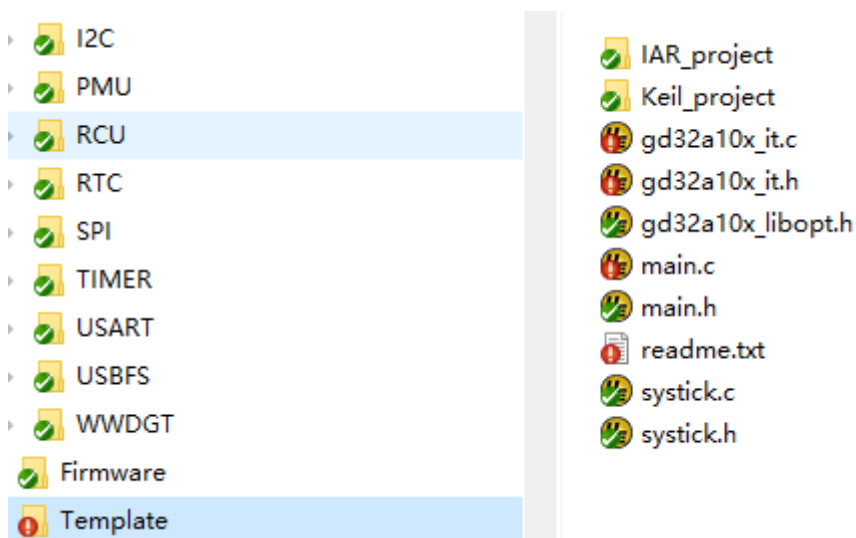 I2C
PMU
RCU
RTC
SPI
TIMER
USART
USBFS
WWDGT
Firmware
Template
IAR_project
Keil_project
gd32a10x_it.c
gd32a10x_it.h
gd32a10x_libopt.h
main.c
main.h
readme.txt
systick.c
systick.h